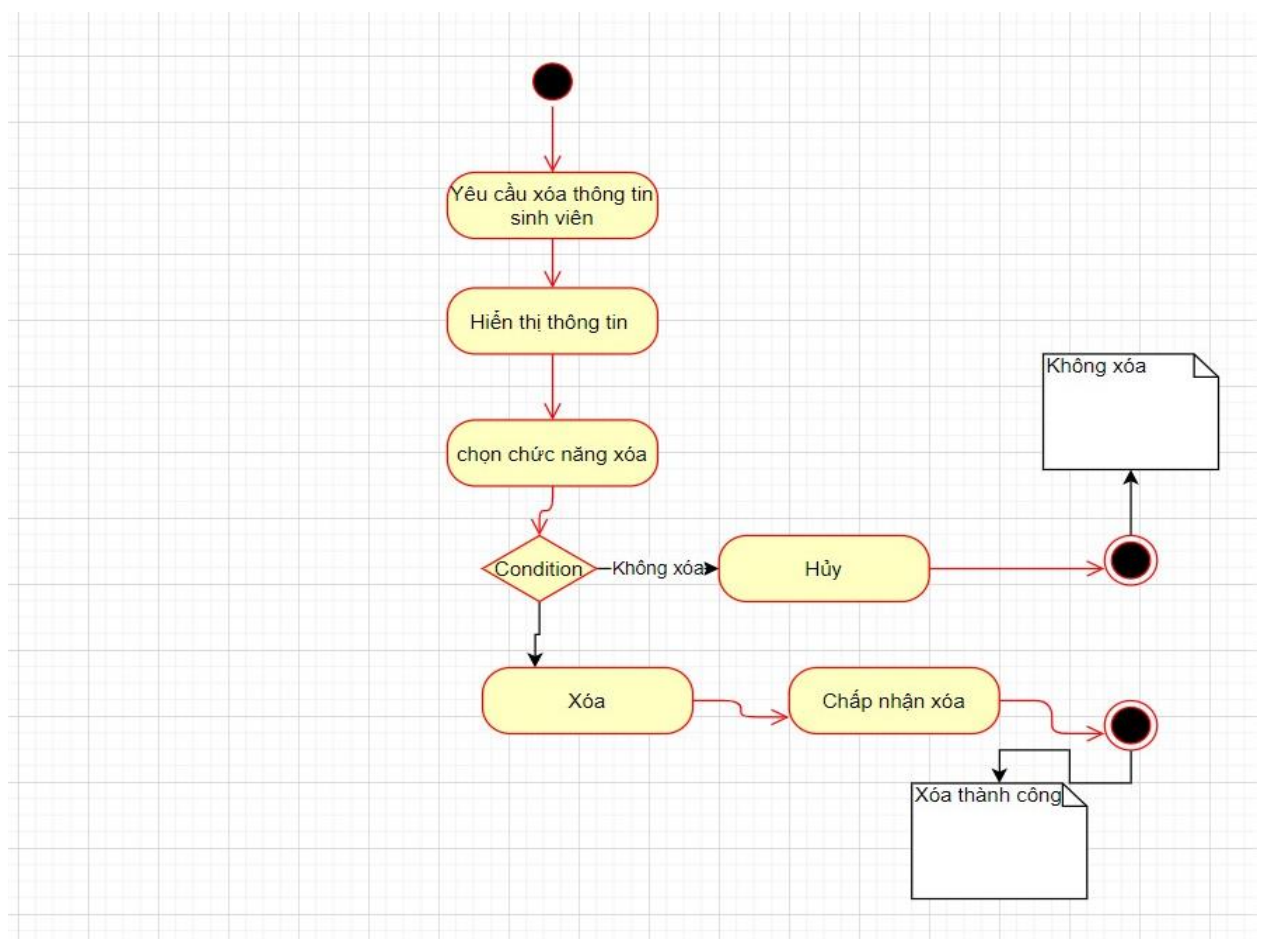 Yêu cầu xóa thông tin
sinh viên
Hiển thị thông tin
Không xóa
chọn chức năng xóa
Condition
Không xóa
Hủy
Xóa
Chấp nhận xóa
Xóa thành công